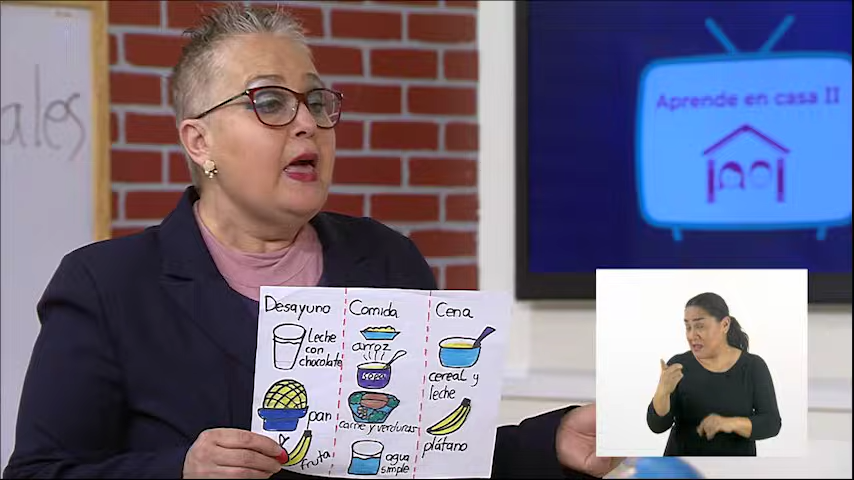 ales
Aprende en casa II
Desayuno
Leche
con
chocolate
pan
fruta
Comida
arroz
sopa
carne y verduras
agua
simple
Cena
cereal y
leche
plátano